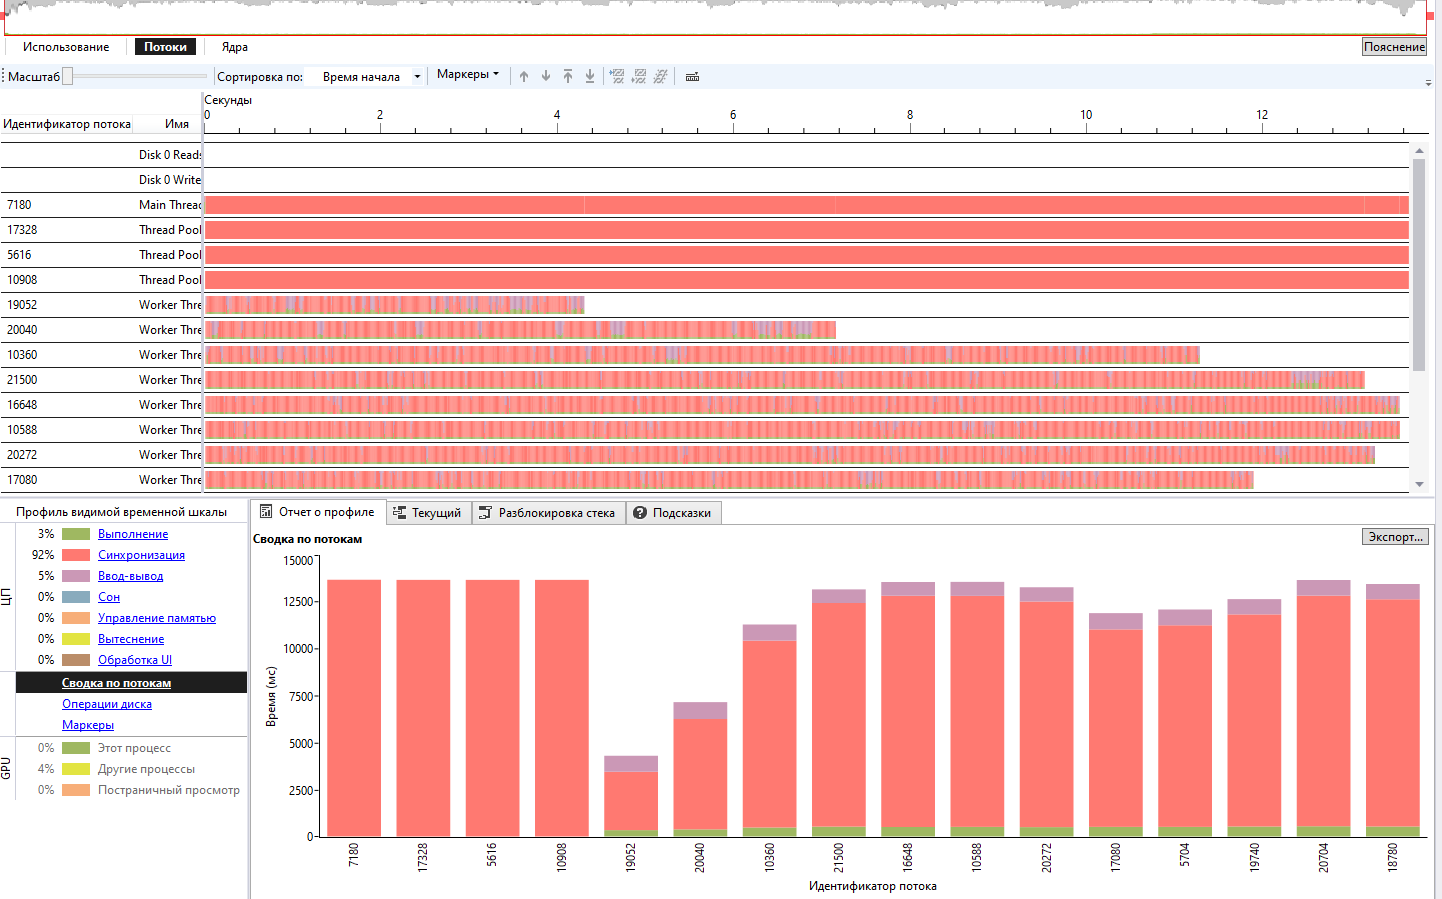 Использование Потоки Ядра Пояснение
Масштаб Сортировка по: Время начала Маркеры
Секунды
Идентификатор потока Имя 0 2 4 6 8 10 12
Disk 0 Reads
Disk 0 Write
7180 Main Threac
17328 Thread Pool
5616 Thread Pool
10908 Thread Pool
19052 Worker Thre
20040 Worker Thre
10360 Worker Thre
21500 Worker Thre
16648 Worker Thre
10588 Worker Thre
20272 Worker Thre
17080 Worker Thre
Профиль видимой временной шкалы
ЦП
3% Выполнение
92% Синхронизация
5% Ввод-вывод
0% Сон
0% Управление памятью
0% Вытеснение
0% Обработка UI
Сводка по потокам
Операции диска
Маркеры
GPU
0% Этот процесс
4% Другие процессы
0% Постраничный просмотр
Отчет о профиле Текущий Разблокировка стека Подсказки
Сводка по потокам Экспорт...
Время (мс)
15000
12500
10000
7500
5000
2500
0
7180 17328 5616 10908 19052 20040 10360 21500 16648 10588 20272 17080 5704 19740 20704 18780
Идентификатор потока